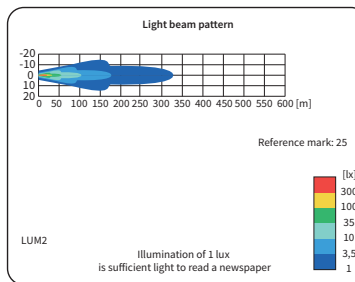 Light beam pattern
-20
-10
0
10
20
0 50 100 150 200 250 300 350 400 450 500 550 600 [m]
Reference mark: 25
[lx]
300
100
35
10
3,5
1
LUM2
Illumination of 1 lux
is sufficient light to read a newspaper